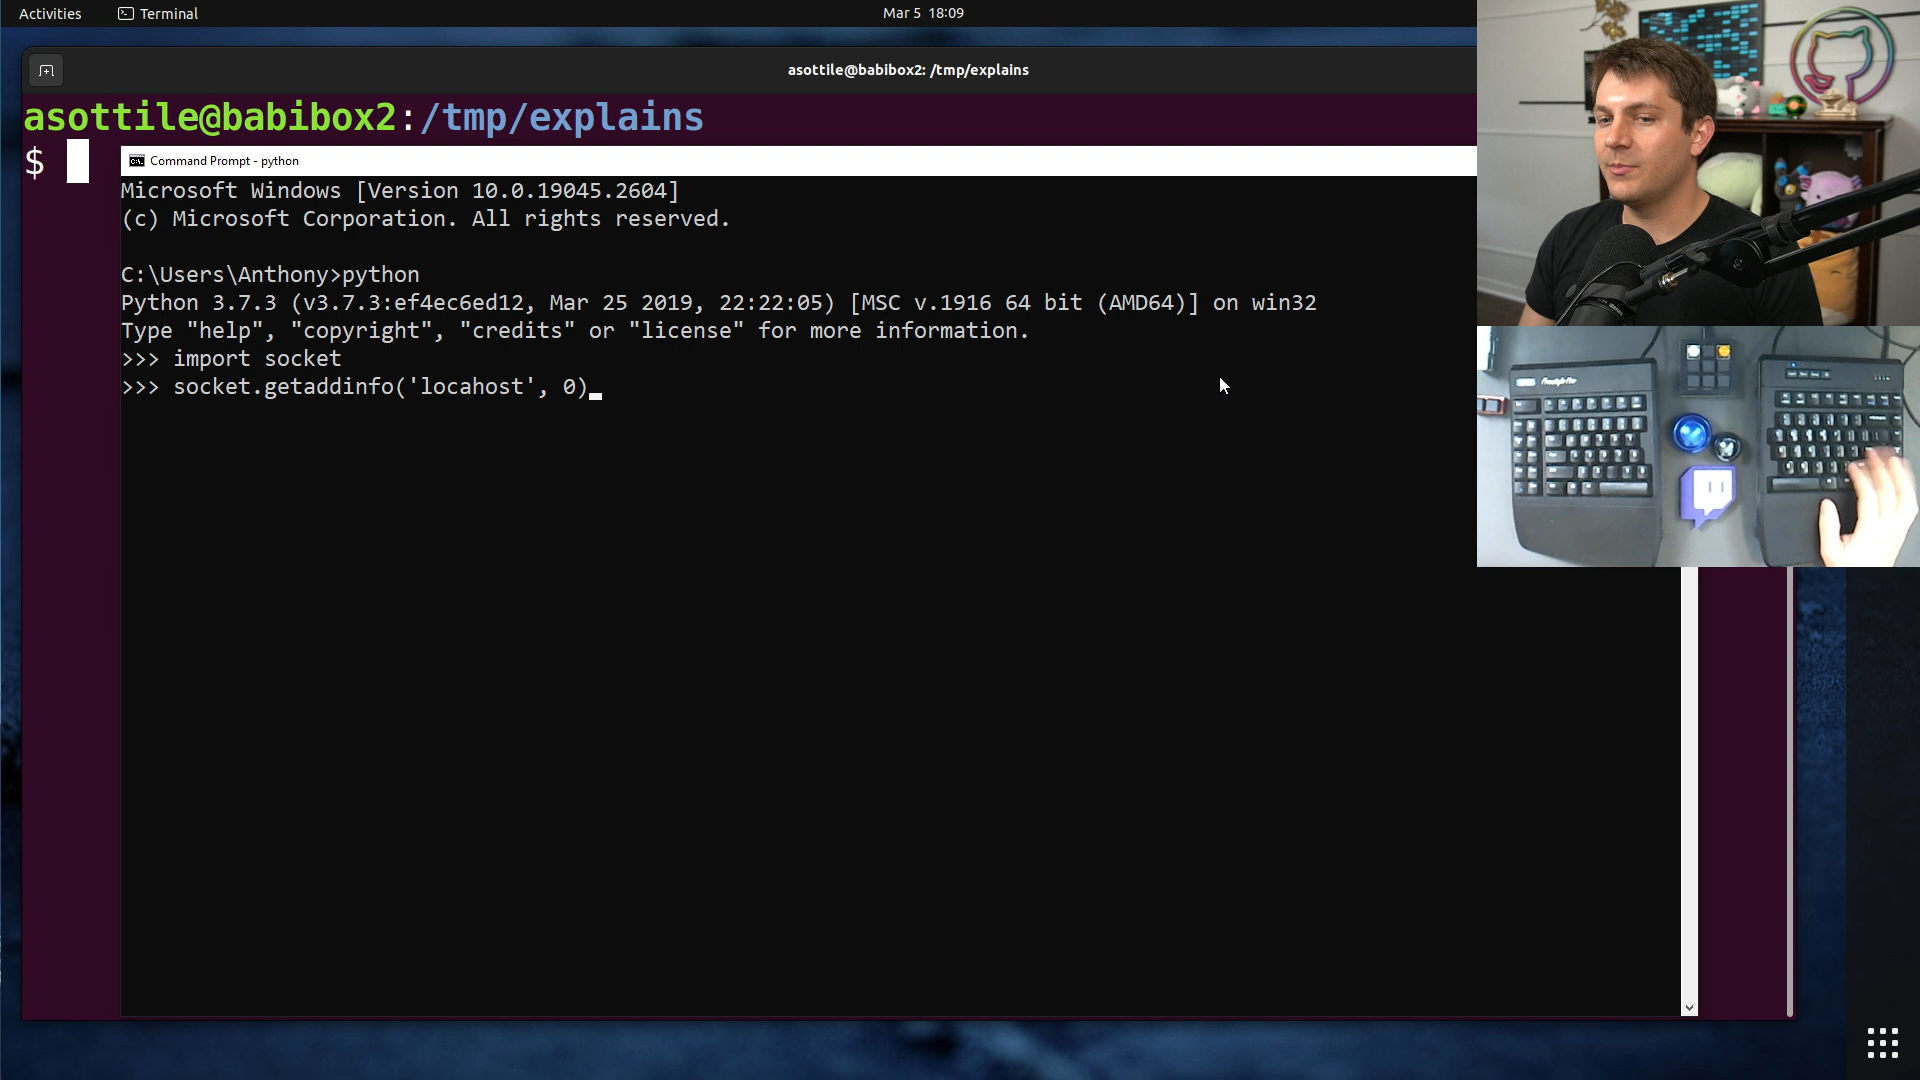 Activities
Terminal
Mar 5 18:09
asottile@babibox2: /tmp/explains
asottile@babibox2:/tmp/explains
$
Command Prompt - python
Microsoft Windows [Version 10.0.19045.2604]
(c) Microsoft Corporation. All rights reserved.
C:\Users\Anthony>python
Python 3.7.3 (v3.7.3:ef4ec6ed12, Mar 25 2019, 22:22:05) [MSC v.1916 64 bit (AMD64)] on win32
Type "help", "copyright", "credits" or "license" for more information.
>>> import socket
>>> socket.getaddinfo('locahost', 0)